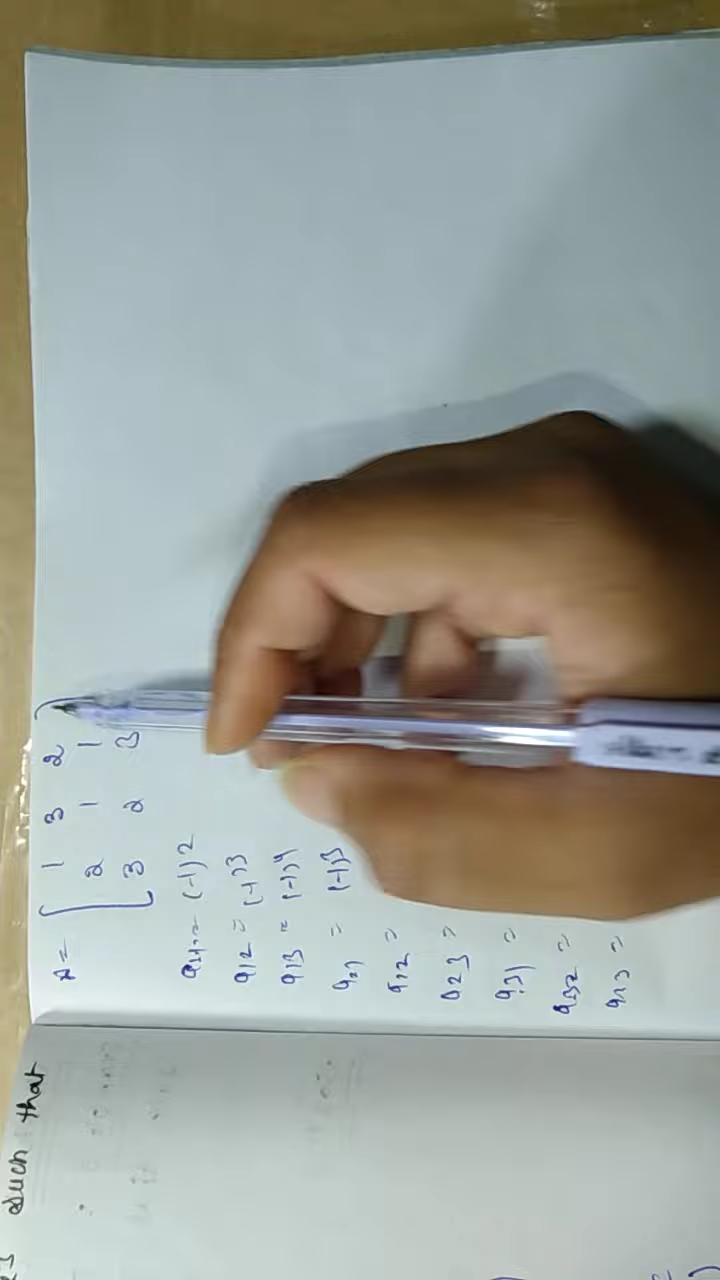 such that
A = [ 1 3 2
2 1 1
3 2 3
a11 = (-1)2
a12 = (-1)3
a13 = (-1)4
a21 = (-1)3
a22 =
a23 =
a31 =
a32 =
a33 =